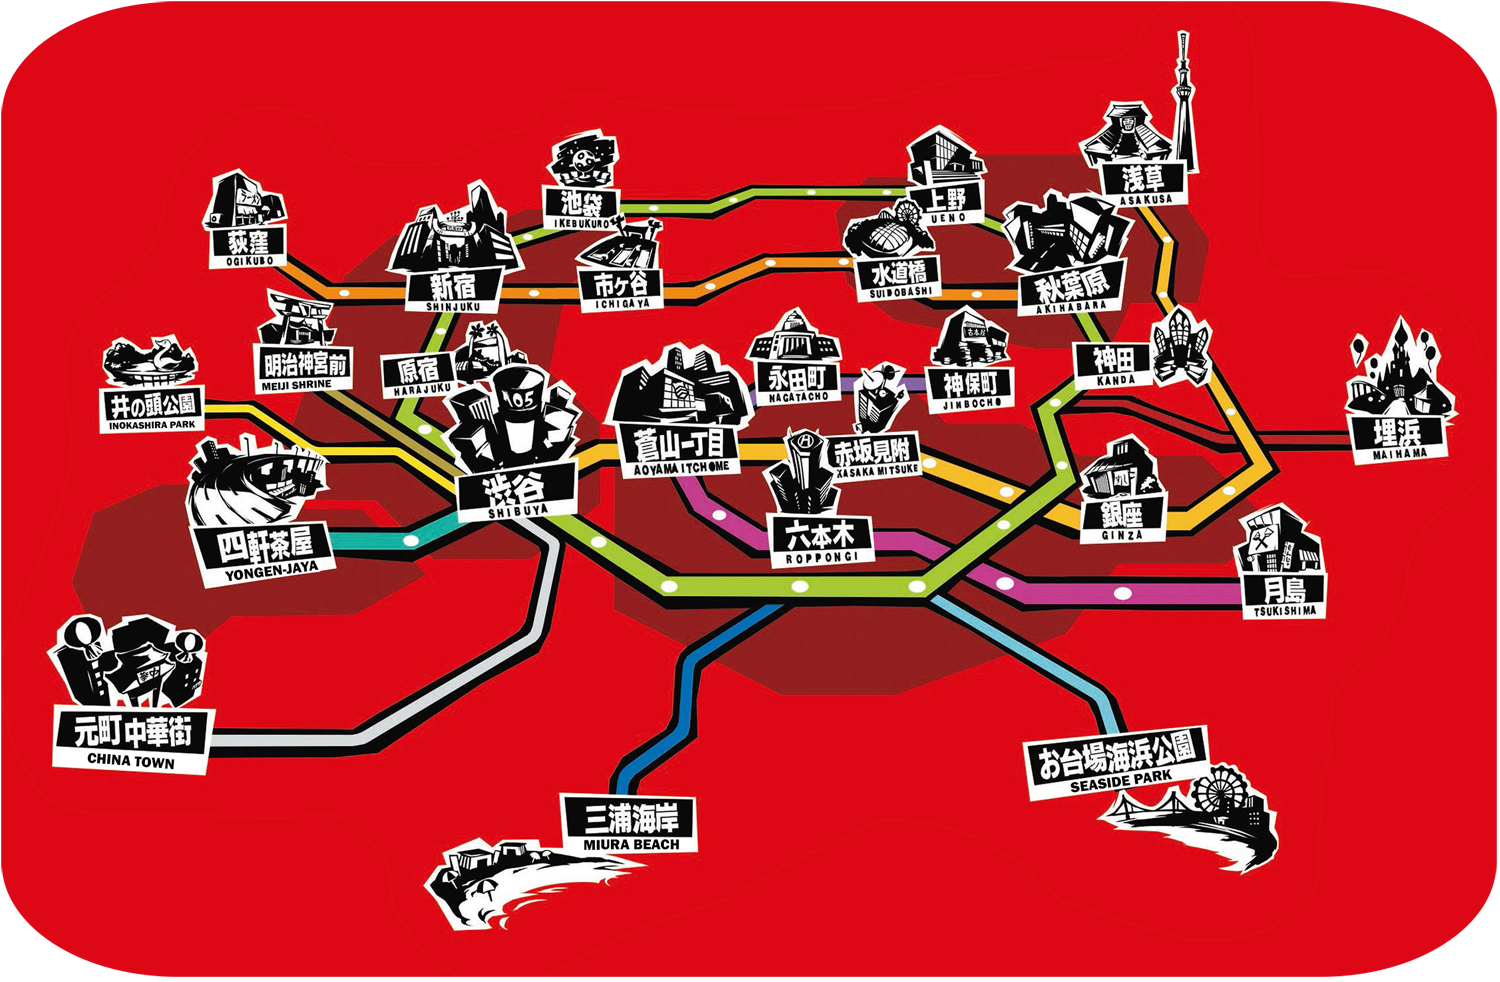 浅草
ASAKUSA
池袋
IKEBUKURO
上野
UENO
荻窪
OGIKUBO
新宿
SHINJUKU
市ヶ谷
ICHIGAYA
水道橋
SUIDOBASHI
秋葉原
AKIHABARA
明治神宮前
MEIJI SHRINE
原宿
HARAJUKU
永田町
NAGATACHO
神保町
JINBOCHO
神田
KANDA
井の頭公園
INOKASHIRA PARK
05
蒼山一丁目
AOYAMA ITCHOME
赤坂見附
KASAKA MITSUKE
埋浜
MAIHAMA
渋谷
SHIBUYA
四軒茶屋
YONGEN-JAYA
六本木
ROPPONGI
銀座
GINZA
月島
TSUKISHIMA
元町中華街
CHINA TOWN
お台場海浜公園
SEASIDE PARK
三浦海岸
MIURA BEACH